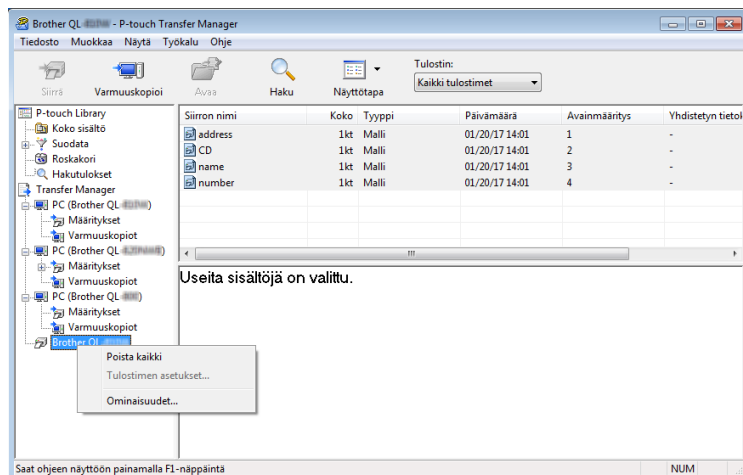 Brother QL - P-touch Transfer Manager
Tiedosto Muokkaa Näytä Työkalu Ohje
Siirrä Varmuuskopioi Avaa Haku Näyttötapa
Tulostin:
Kaikki tulostimet
P-touch Library
Koko sisältö
Suodata
Roskakori
Hakutulokset
Transfer Manager
PC (Brother QL )
Määritykset
Varmuuskopiot
PC (Brother QL )
Määritykset
Varmuuskopiot
PC (Brother QL )
Määritykset
Varmuuskopiot
Brother QL
Siirron nimi Koko Tyyppi Päivämäärä Avainmääritys Yhdistetyn tietok
address 1kt Malli 01/20/17 14:01 1 -
CD 1kt Malli 01/20/17 14:01 2 -
name 1kt Malli 01/20/17 14:01 3 -
number 1kt Malli 01/20/17 14:01 4 -
Useita sisältöjä on valittu.
Poista kaikki
Tulostimen asetukset...
Ominaisuudet...
Saat ohjeen näyttöön painamalla F1-näppäintä NUM